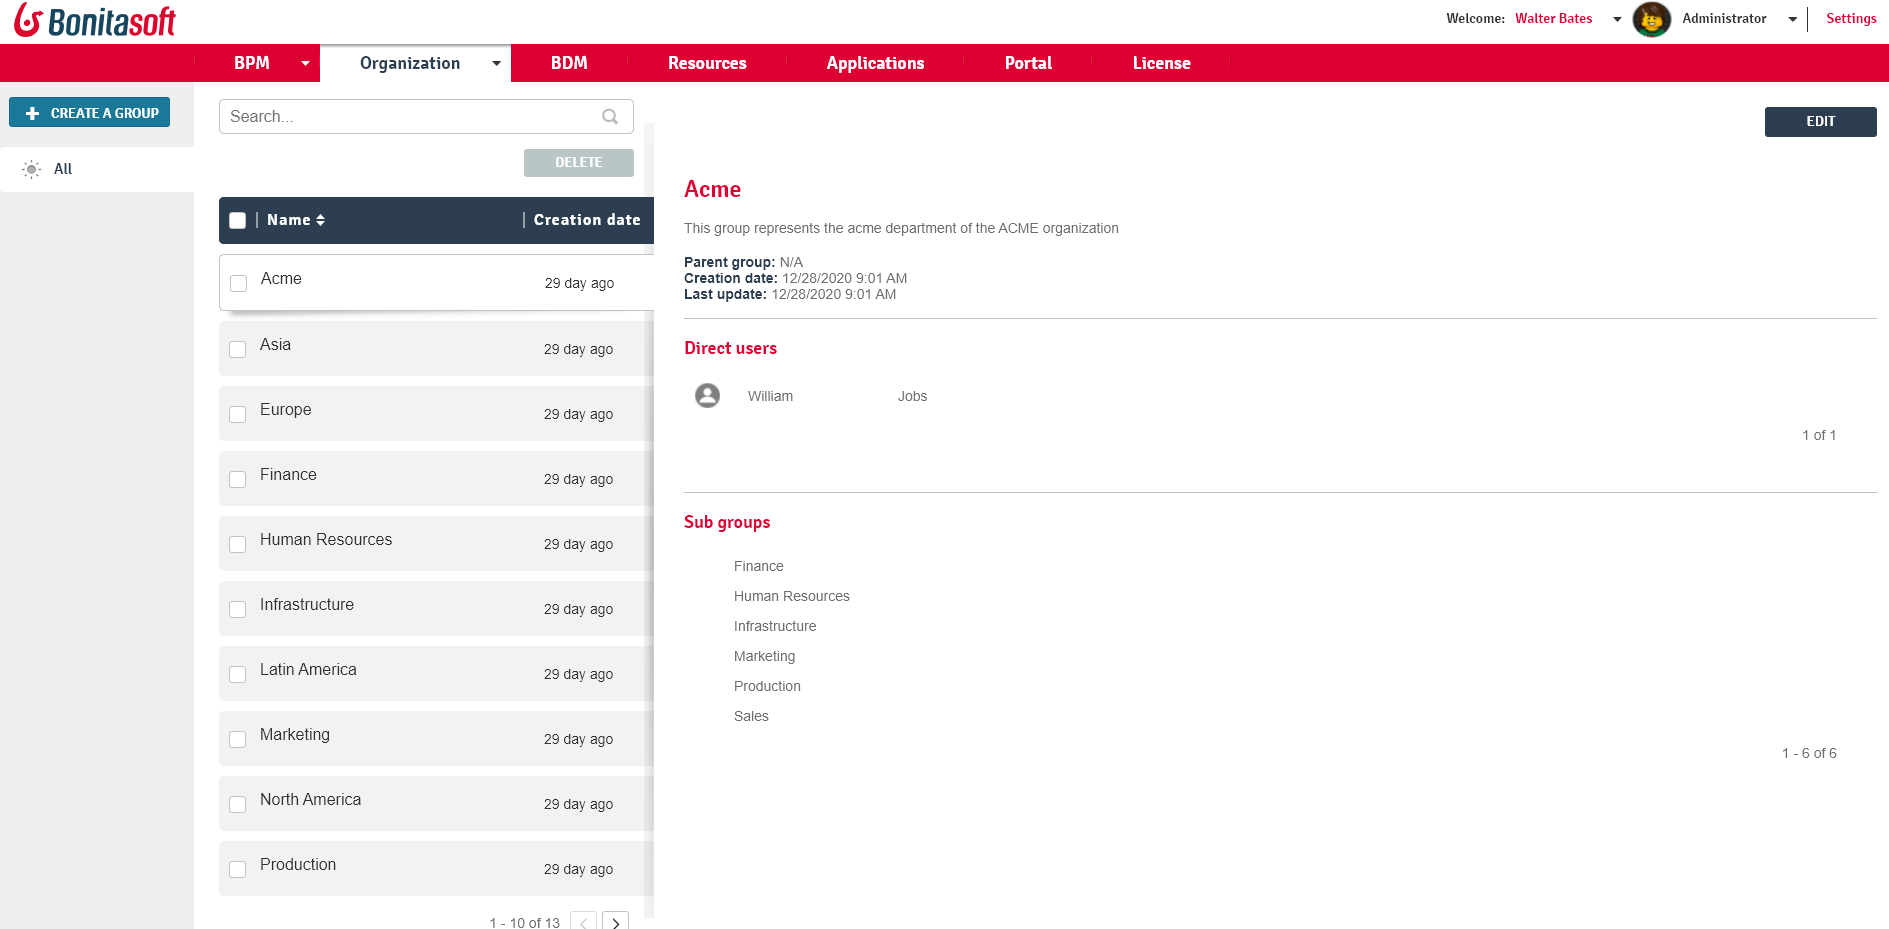 Bonitasoft
Welcome: Walter Bates Administrator Settings
BPM Organization BDM Resources Applications Portal License
CREATE A GROUP
All
Search...
DELETE
Name Creation date
Acme 29 day ago
Asia 29 day ago
Europe 29 day ago
Finance 29 day ago
Human Resources 29 day ago
Infrastructure 29 day ago
Latin America 29 day ago
Marketing 29 day ago
North America 29 day ago
Production 29 day ago
1 - 10 of 13
EDIT
Acme
This group represents the acme department of the ACME organization
Parent group: N/A
Creation date: 12/28/2020 9:01 AM
Last update: 12/28/2020 9:01 AM
Direct users
William Jobs
1 of 1
Sub groups
Finance
Human Resources
Infrastructure
Marketing
Production
Sales
1 - 6 of 6